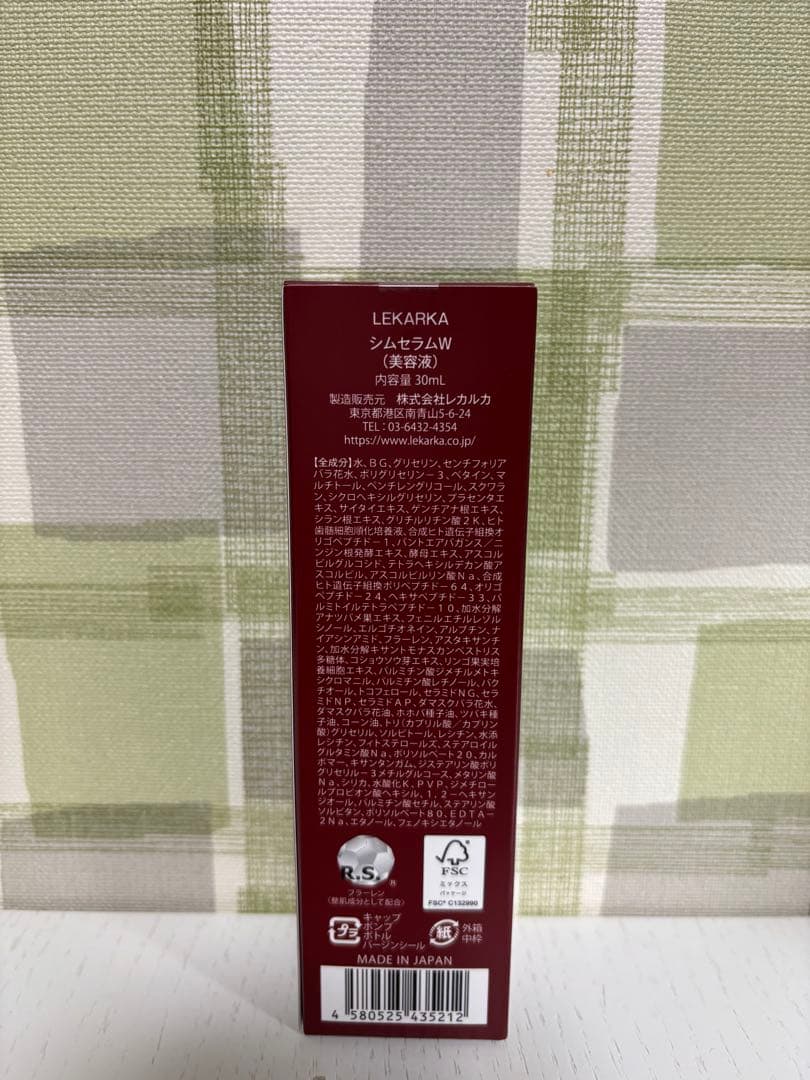 LEKARKA
シムセラムW
（美容液）
内容量 30mL
製造販売元　株式会社レカルカ
東京都港区南青山5-6-24
TEL : 03-6432-4354
https://www.lekarka.co.jp/
【全成分】水、ＢＧ、グリセリン、センチフォリア
バラ花水、ポリグリセリン－３、ベタイン、マ
ルチトール、ペンチレングリコール、スクワラ
ン、シクロヘキシルグリセリン、プラセンタエ
キス、サイタイエキス、ゲンチアナ根エキス、
シラン根エキス、グリチルリチン酸２Ｋ、ヒト
歯髄細胞順化培養液、合成ヒト遺伝子組換オ
リゴペプチド－１、パントエアバガンス／ニ
ンジン根発酵エキス、酵母エキス、アスコル
ビルグルコシド、テトラヘキシルデカン酸ア
スコルビル、アスコルビルリン酸Ｎａ、合成
ヒト遺伝子組換ポリペプチド－６４、オリゴ
ペプチド－２４、ヘキサペプチド－３３、パル
ミトイルテトラペプチド－１０、加水分解
アナツバメ巣エキス、フェニルエチルレゾル
シノール、エルゴチオネイン、アルブチン、ナ
イアシンアミド、フラーレン、アスタキサンチ
ン、加水分解キサントモナスカンペストリス
多糖体、コショウソウ芽エキス、リンゴ果実培
養細胞エキス、パルミチン酸ジメチルメトキ
シクロマニル、パルミチン酸レチノール、バク
チオール、トコフェロール、セラミドＮＧ、セラ
ミドＮＰ、セラミドＡＰ、ダマスクバラ花水、
ダマスクバラ花油、ホホバ種子油、ツバキ種
子油、コーン油、トリ（カプリル酸／カプリン
酸）グリセリル、ソルビトール、レシチン、水添
レシチン、フィトステロールズ、ステアロイル
グルタミン酸Ｎａ、ポリソルベート２０、カル
ボマー、キサンタンガム、ジステアリン酸ポリ
グリセリル－３メチルグルコース、メタリン酸
Ｎａ、シリカ、水酸化Ｋ、ＰＶＰ、ジメチロー
ルプロピオン酸ヘキシル、１，２－ヘキサン
ジオール、パルミチン酸セチル、ステアリン酸
ソルビタン、ポリソルベート８０、ＥＤＴＡ－
２Ｎａ、エタノール、フェノキシエタノール
R.S.®
フラーレン
（整肌成分として配合）
FSC
ミックス
パッケージ
FSC® C132990
プラ
キャップ
ポンプ
ボトル
バージンシール
紙
外箱
中枠
MADE IN JAPAN
4 580525 435212